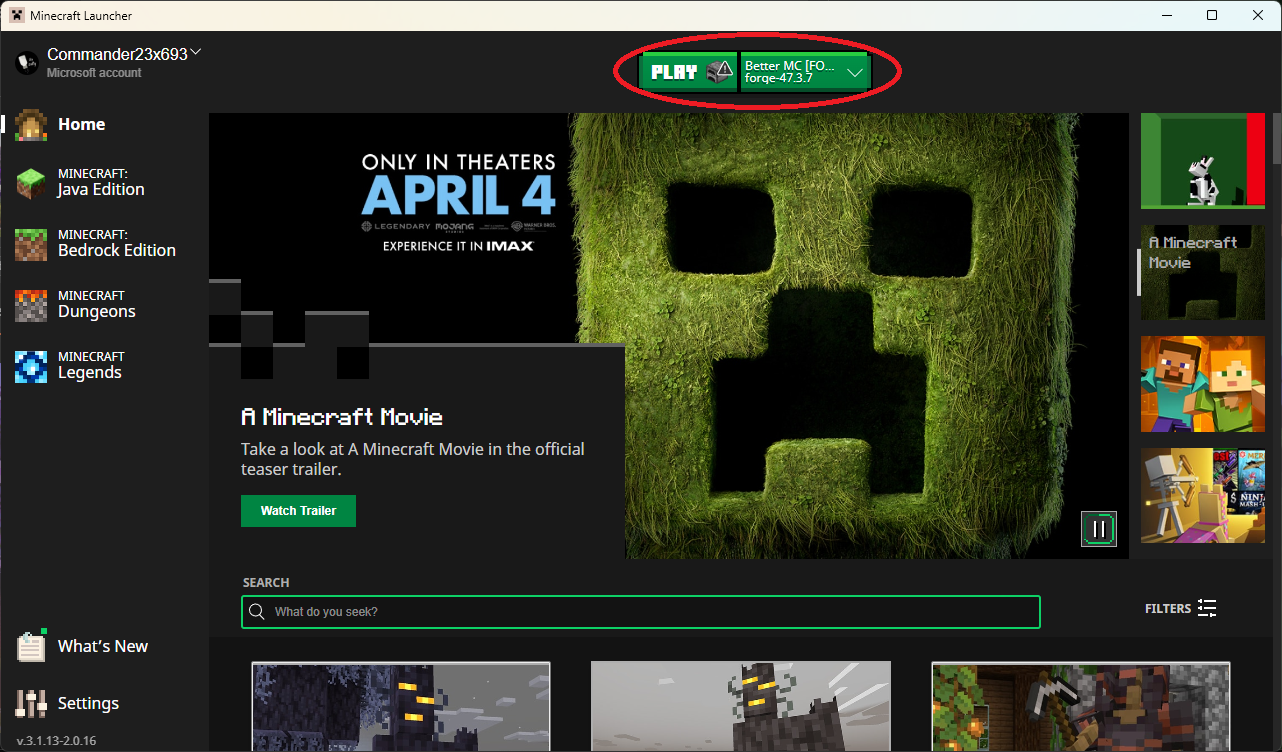 Minecraft Launcher
Commander23x693
Microsoft account
PLAY
Better MC [FO...
forge-47.3.7
Home
MINECRAFT:
Java Edition
MINECRAFT:
Bedrock Edition
MINECRAFT
Dungeons
MINECRAFT
Legends
ONLY IN THEATERS
APRIL 4
LEGENDARY MOJANG STUDIOS WARNER BROS.
EXPERIENCE IT IN IMAX
A Minecraft Movie
Take a look at A Minecraft Movie in the official
teaser trailer.
Watch Trailer
A Minecraft
Movie
SEARCH
What do you seek?
FILTERS
What's New
Settings
v.3.1.13-2.0.16